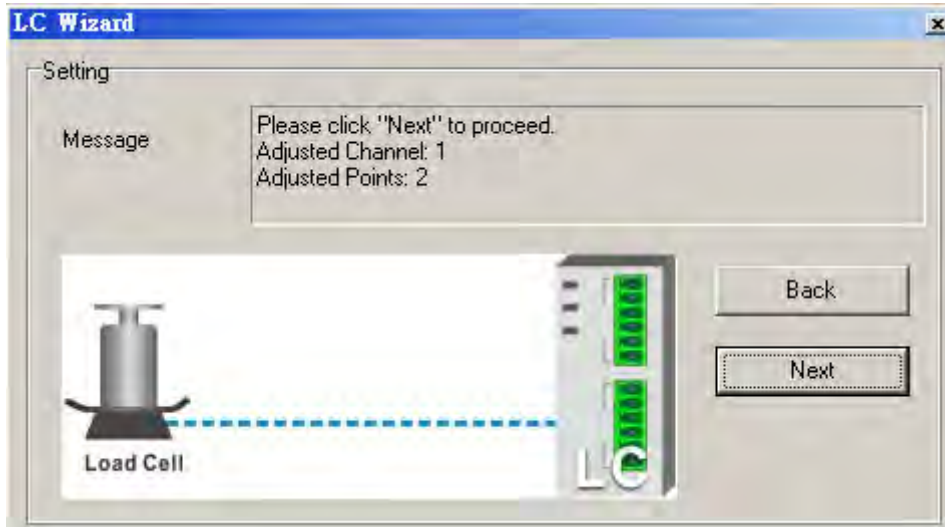 LC Wizard
Setting
Message
Please click "Next" to proceed.
Adjusted Channel: 1
Adjusted Points: 2
Back
Next
Load Cell
LC